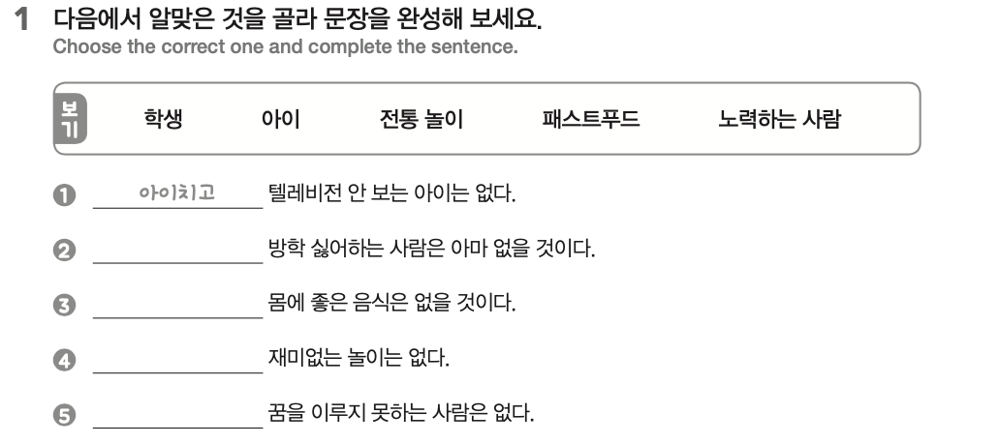 1 다음에서 알맞은 것을 골라 문장을 완성해 보세요.
Choose the correct one and complete the sentence.
보기 학생 아이 전통 놀이 패스트푸드 노력하는 사람
1 아이치고 텔레비전 안 보는 아이는 없다.
2 방학 싫어하는 사람은 아마 없을 것이다.
3 몸에 좋은 음식은 없을 것이다.
4 재미없는 놀이는 없다.
5 꿈을 이루지 못하는 사람은 없다.